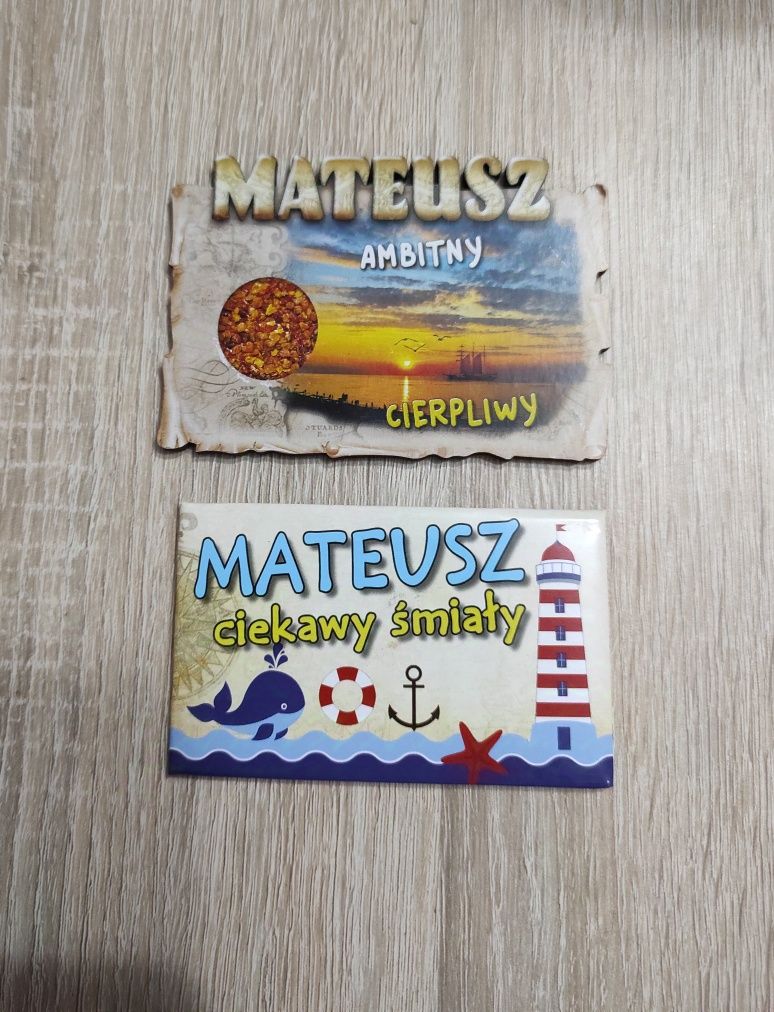 MATEUSZ
AMBITNY
CIERPLIWY
MATEUSZ
ciekawy śmiały